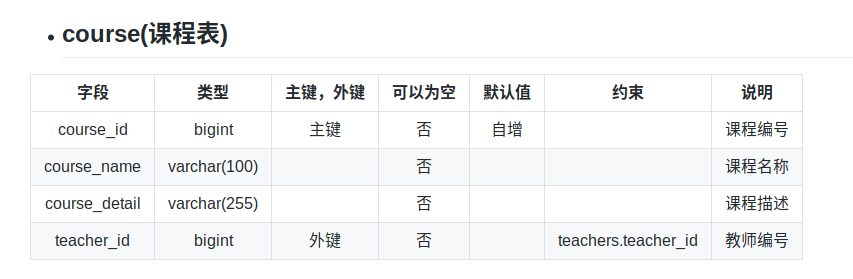 course(课程表)
字段 类型 主键，外键 可以为空 默认值 约束 说明
course_id bigint 主键 否 自增 课程编号
course_name varchar(100) 否 课程名称
course_detail varchar(255) 否 课程描述
teacher_id bigint 外键 否 teachers.teacher_id 教师编号